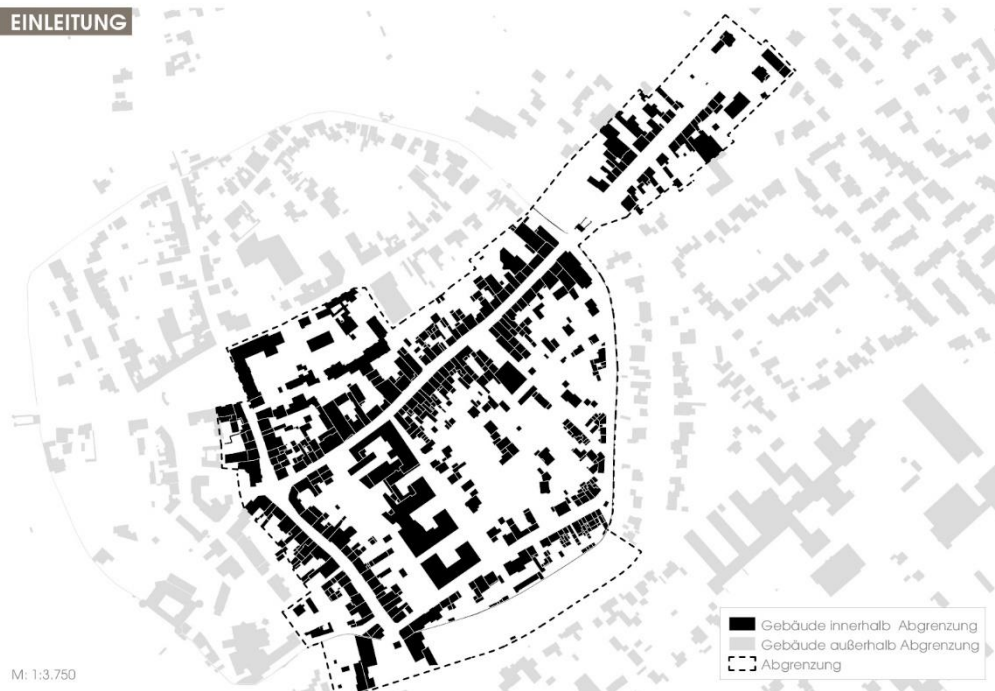 EINLEITUNG
Gebäude innerhalb Abgrenzung
Gebäude außerhalb Abgrenzung
Abgrenzung
M: 1:3.750